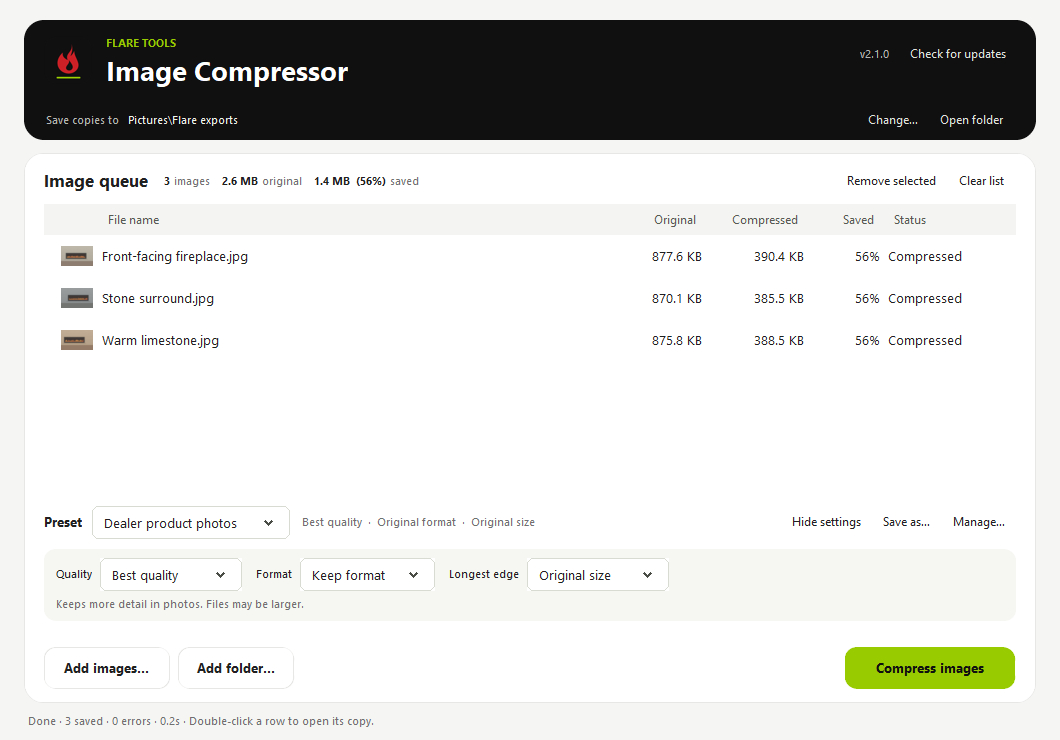 FLARE TOOLS
Image Compressor
v2.1.0 Check for updates
Save copies to Pictures\Flare exports Change... Open folder
Image queue 3 images 2.6 MB original 1.4 MB (56%) saved Remove selected Clear list
File name Original Compressed Saved Status
Front-facing fireplace.jpg 877.6 KB 390.4 KB 56% Compressed
Stone surround.jpg 870.1 KB 385.5 KB 56% Compressed
Warm limestone.jpg 875.8 KB 388.5 KB 56% Compressed
Preset Dealer product photos Best quality · Original format · Original size Hide settings Save as... Manage...
Quality Best quality Format Keep format Longest edge Original size
Keeps more detail in photos. Files may be larger.
Add images... Add folder... Compress images
Done · 3 saved · 0 errors · 0.2s · Double-click a row to open its copy.